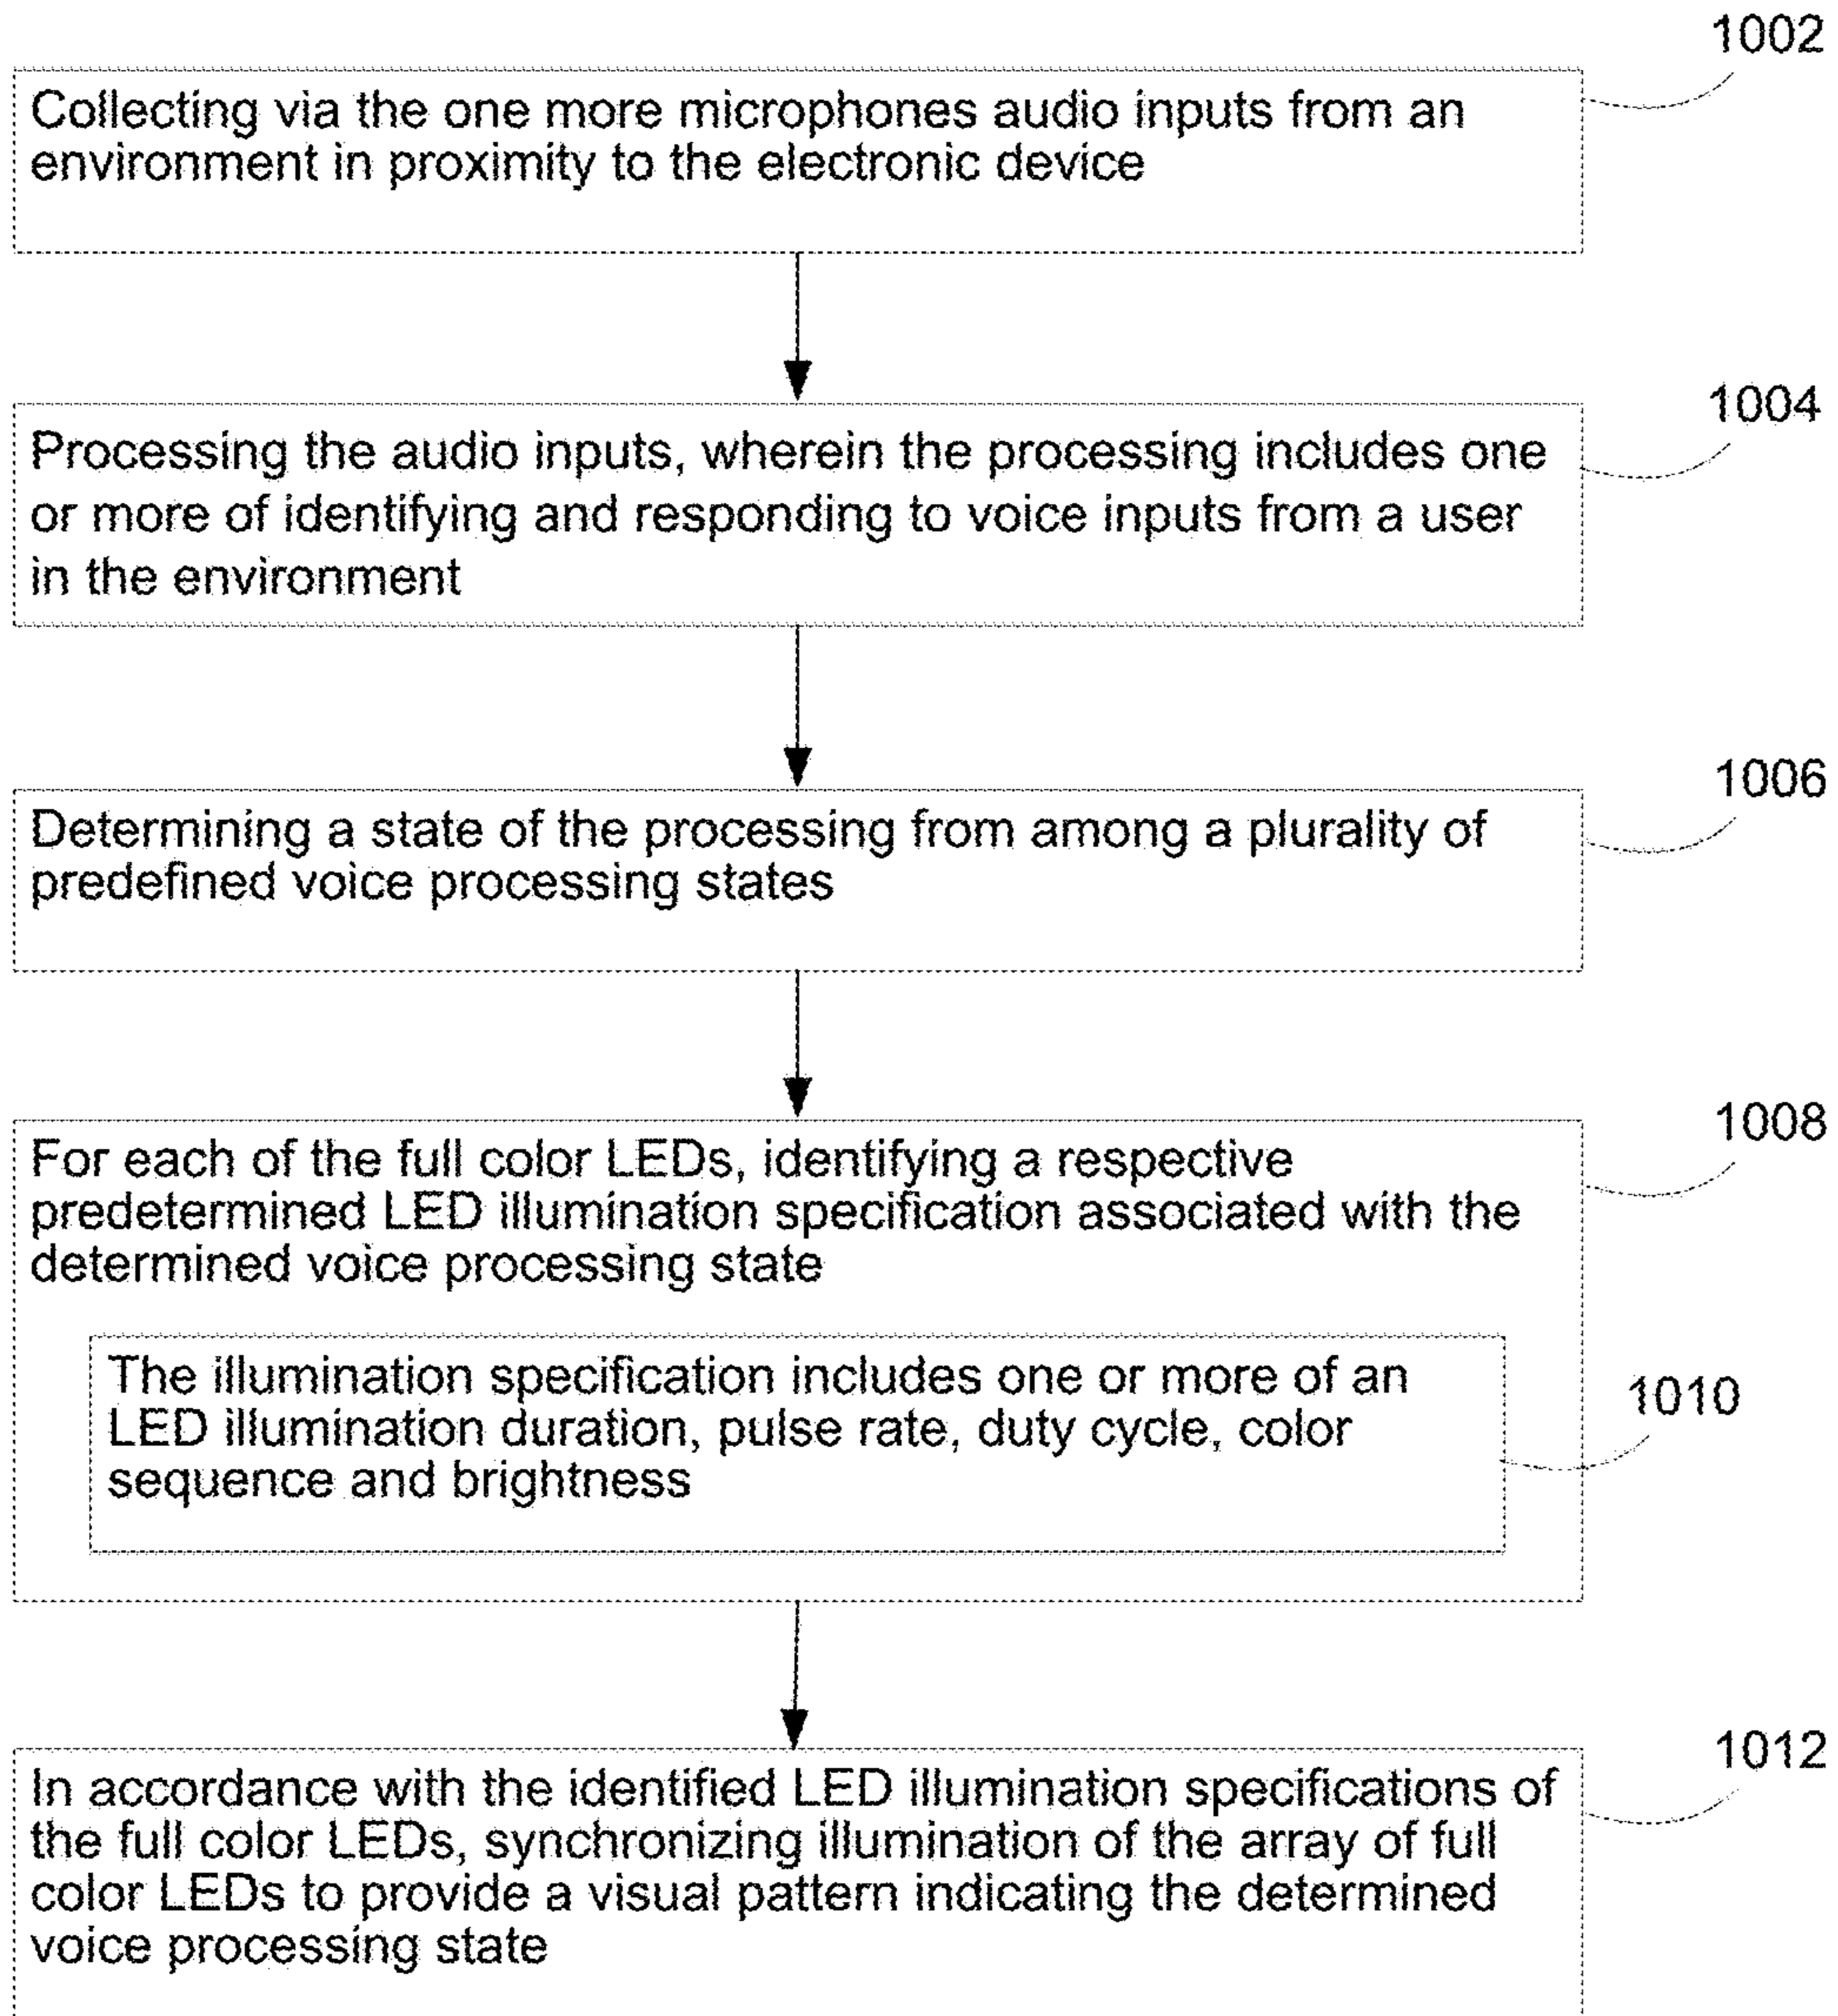 1002
Collecting via the one more microphones audio inputs from an
environment in proximity to the electronic device
1004
Processing the audio inputs, wherein the processing includes one
or more of identifying and responding to voice inputs from a user
in the environment
1006
Determining a state of the processing from among a plurality of
predefined voice processing states
1008
For each of the full color LEDs, identifying a respective
predetermined LED illumination specification associated with the
determined voice processing state
The illumination specification includes one or more of an
LED illumination duration, pulse rate, duty cycle, color
sequence and brightness
1010
1012
In accordance with the identified LED illumination specifications of
the full color LEDs, synchronizing illumination of the array of full
color LEDs to provide a visual pattern indicating the determined
voice processing state